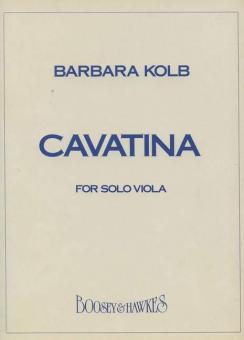 BARBARA KOLB
CAVATINA
FOR SOLO VIOLA
BOOSEY & HAWKES